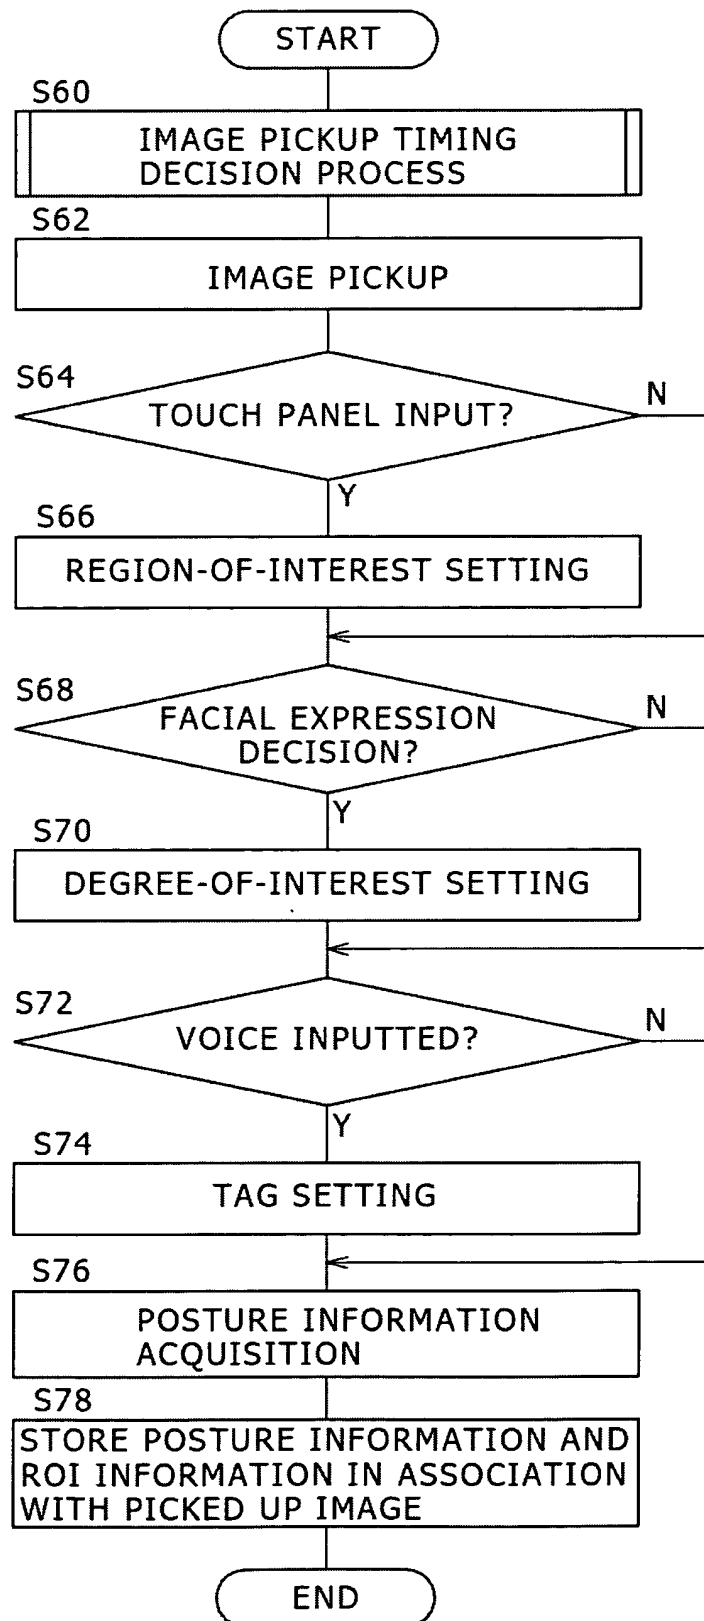 START
S60
IMAGE PICKUP TIMING
DECISION PROCESS
S62
IMAGE PICKUP
S64
TOUCH PANEL INPUT?
N
Y
S66
REGION-OF-INTEREST SETTING
S68
FACIAL EXPRESSION
DECISION?
N
Y
S70
DEGREE-OF-INTEREST SETTING
S72
VOICE INPUTTED?
N
Y
S74
TAG SETTING
S76
POSTURE INFORMATION
ACQUISITION
S78
STORE POSTURE INFORMATION AND
ROI INFORMATION IN ASSOCIATION
WITH PICKED UP IMAGE
END